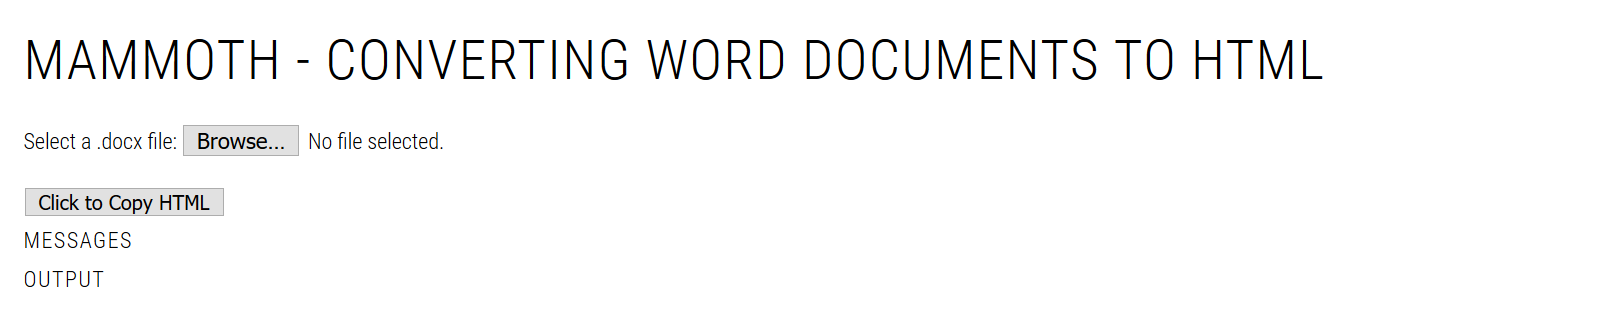 MAMMOTH - CONVERTING WORD DOCUMENTS TO HTML
Select a .docx file: Browse... No file selected.
Click to Copy HTML
MESSAGES
OUTPUT